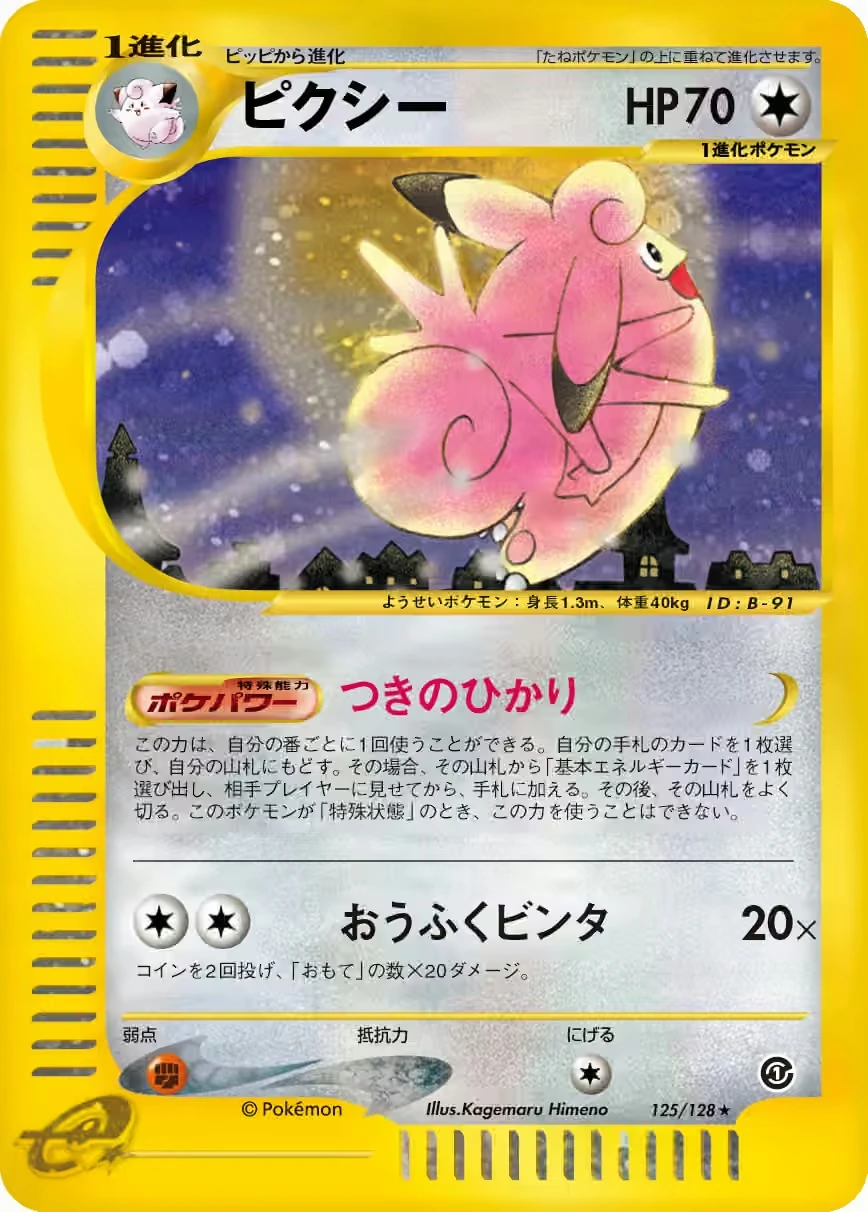 1進化
ピッピから進化
「たねポケモン」の上に重ねて進化させます。
ピクシー
HP70
1進化ポケモン
ようせいポケモン：身長1.3m、体重40kg ID：B-91
特殊能力
ポケパワー
つきのひかり
この力は、自分の番ごとに1回使うことができる。自分の手札のカードを1枚選
び、自分の山札にもどす。その場合、その山札から「基本エネルギーカード」を1枚
選び出し、相手プレイヤーに見せてから、手札に加える。その後、その山札をよく
切る。このポケモンが「特殊状態」のとき、この力を使うことはできない。
おうふくビンタ 20×
コインを2回投げ、「おもて」の数×20ダメージ。
弱点 抵抗力 にげる
1
© Pokémon Illus.Kagemaru Himeno 125/128★
e